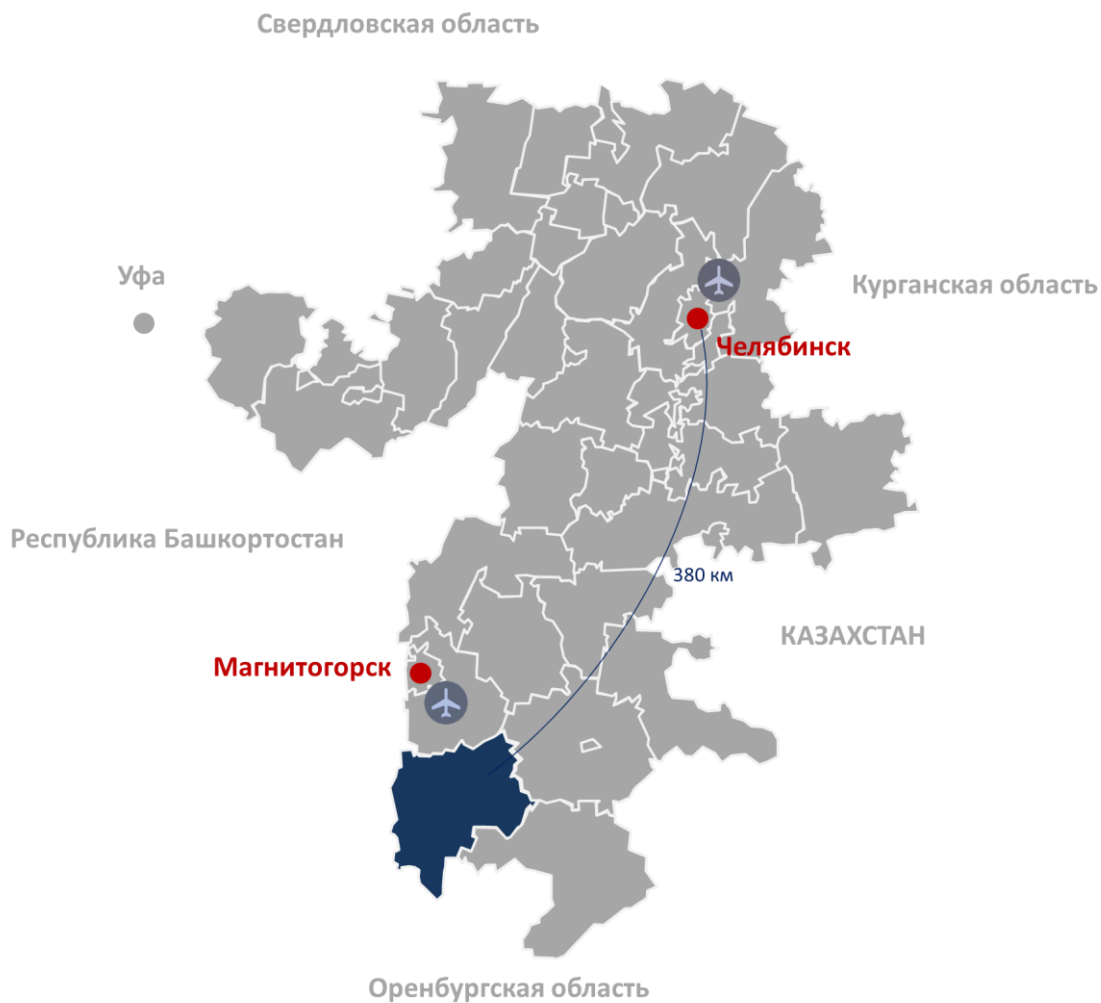 Свердловская область
Уфа
Курганская область
Челябинск
Республика Башкортостан
380 км
КАЗАХСТАН
Магнитогорск
Оренбургская область